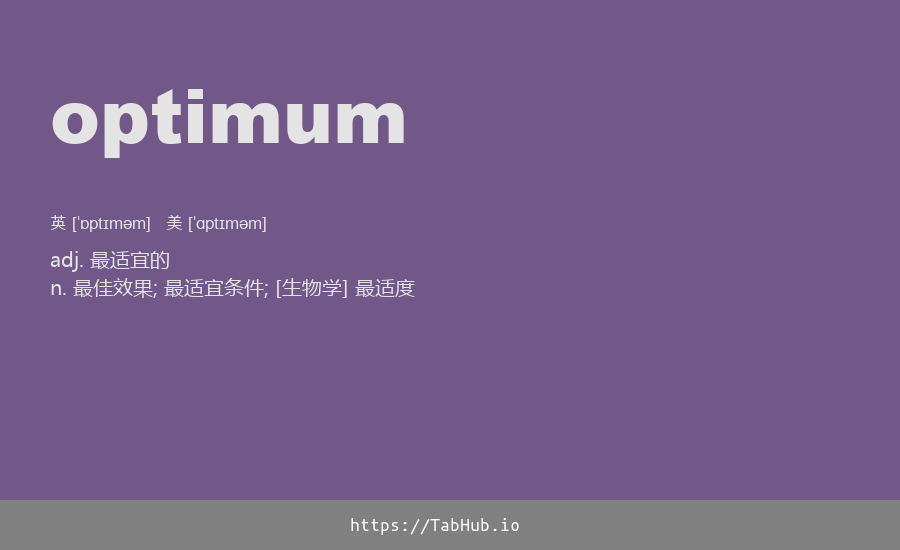 optimum
英 [ˈɒptɪməm] 美 [ˈɑptɪməm]
adj. 最适宜的
n. 最佳效果; 最适宜条件; [生物学] 最适度
https://TabHub.io